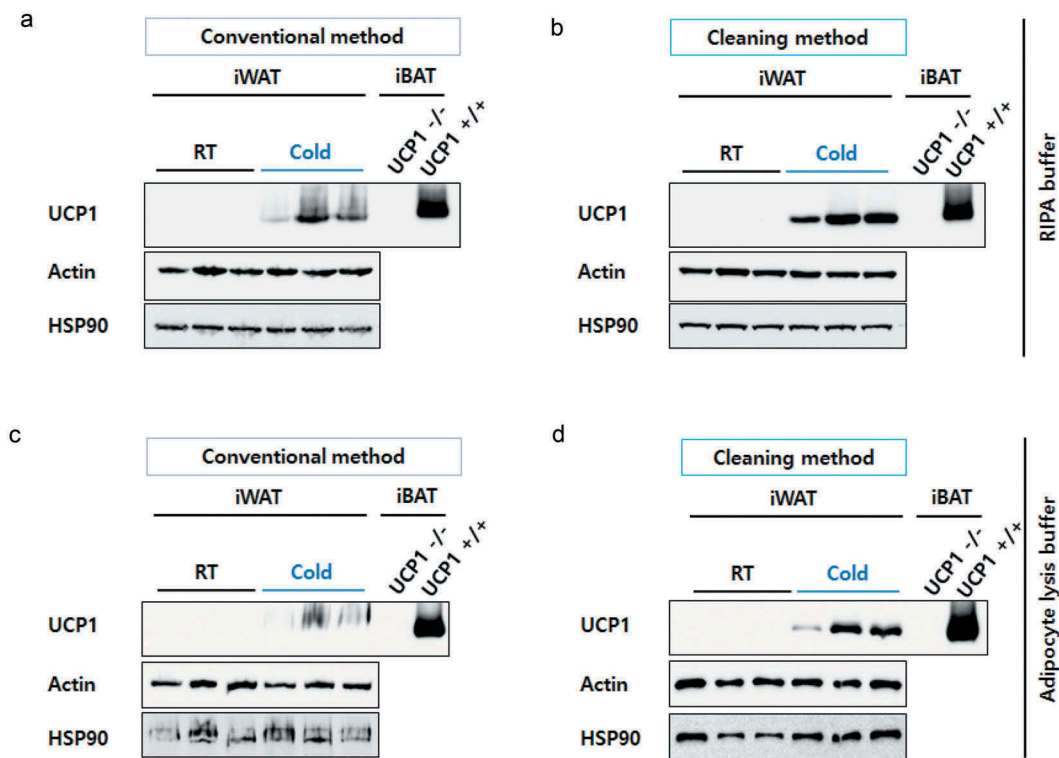 a
Conventional method
iWAT
iBAT
RT
Cold
UCP1 -/-
UCP1 +/+
UCP1
Actin
HSP90
b
Cleaning method
iWAT
iBAT
RT
Cold
UCP1 -/-
UCP1 +/+
UCP1
Actin
HSP90
RIPA buffer
c
Conventional method
iWAT
iBAT
RT
Cold
UCP1 -/-
UCP1 +/+
UCP1
Actin
HSP90
d
Cleaning method
iWAT
iBAT
RT
Cold
UCP1 -/-
UCP1 +/+
UCP1
Actin
HSP90
Adipocyte lysis buffer